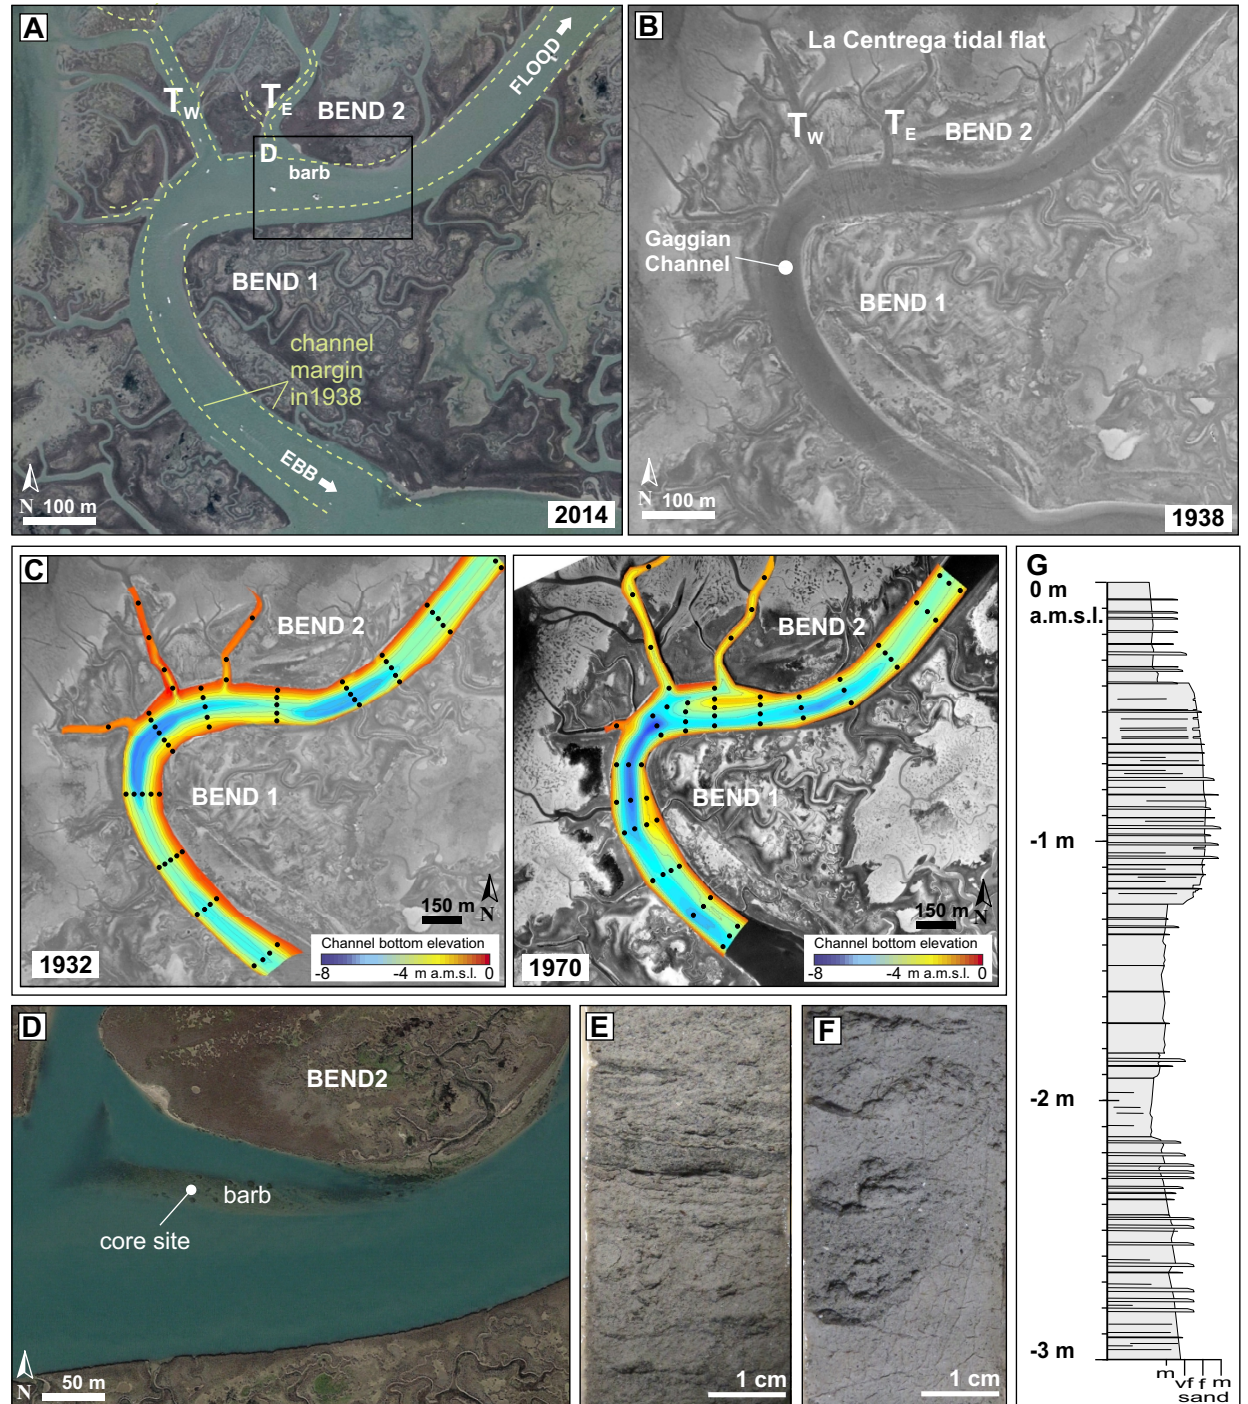 A
T W
T E
BEND 2
FLOOD
D
barb
BEND 1
channel
margin
in1938
EBB
N
100 m
2014
B
La Centrega tidal flat
T W
T E
BEND 2
Gaggian
Channel
BEND 1
N
100 m
1938
C
BEND 2
BEND 1
150 m
N
1932
Channel bottom elevation
-8 -4 m a.m.s.l. 0
BEND 2
BEND 1
150 m
N
1970
Channel bottom elevation
-8 -4 m a.m.s.l. 0
D
BEND2
barb
core site
N
50 m
E
1 cm
F
1 cm
G
0 m
a.m.s.l.
-1 m
-2 m
-3 m
m vf f m
sand